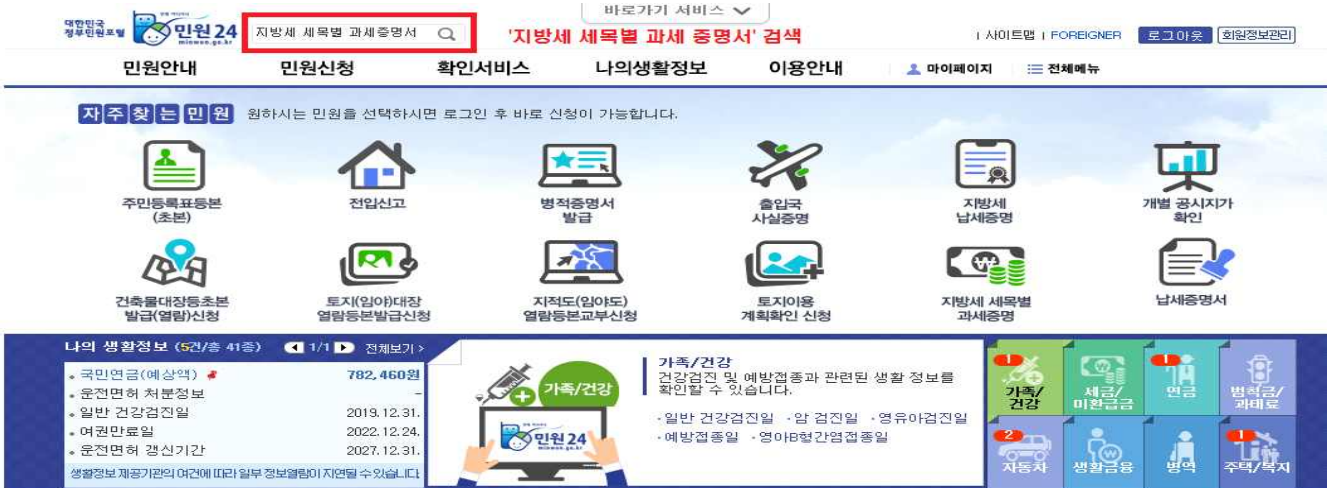 바로가기 서비스
대한민국
정부민원포털
민원24
minwon.go.kr
지방세 세목별 과세증명서
'지방세 세목별 과세 증명서' 검색
사이트맵 | FOREIGNER
로그아웃
회원정보관리
민원안내 민원신청 확인서비스 나의생활정보 이용안내 마이페이지 전체메뉴
자주찾는민원 원하시는 민원을 선택하시면 로그인 후 바로 신청이 가능합니다.
주민등록표등본
(초본)
전입신고
병적증명서
발급
출입국
사실증명
지방세
납세증명
개별 공시지가
확인
건축물대장등초본
발급(열람)신청
토지(임야)대장
열람등본발급신청
지적도(임야도)
열람등본교부신청
토지이용
계획확인 신청
지방세 세목별
과세증명
납세증명서
나의 생활정보 (5건/총 41종) 1/1 전체보기 >
국민연금(예상액) 782,460원
운전면허 처분정보 -
일반 건강검진일 2019.12.31.
여권만료일 2022.12.24.
운전면허 갱신기간 2027.12.31.
생활정보 제공기관의 여건에 따라 일부 정보열람이 지연될 수 있습니다
가족/건강
민원24
minwon.go.kr
가족/건강
건강검진 및 예방접종과 관련된 생활 정보를
확인할 수 있습니다.
·일반 건강검진일 ·암 검진일 ·영유아검진일
·예방접종일 ·영아B형간염접종일
1
가족/
건강
세금/
미환급금
1
연금
범칙금/
과태료
2
자동차
생활금융
병역
1
주택/복지